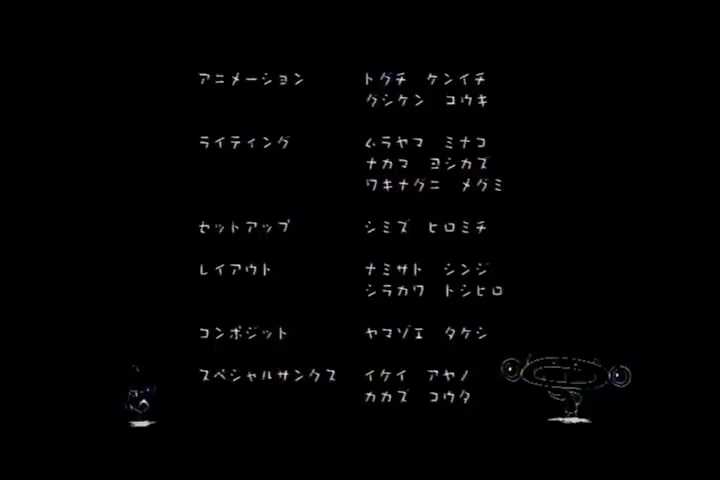 アニメーション トグチ ケンイチ
グシケン コウキ
ライティング ムラヤマ ミナコ
ナカマ ヨシカズ
ワキナグニ メグミ
セットアップ シミズ ヒロミチ
レイアウト ナミサト シンジ
シラカワ トシヒロ
コンポジット ヤマゾエ タケシ
スペシャルサンクス イケイ アヤノ
カカズ コウタ